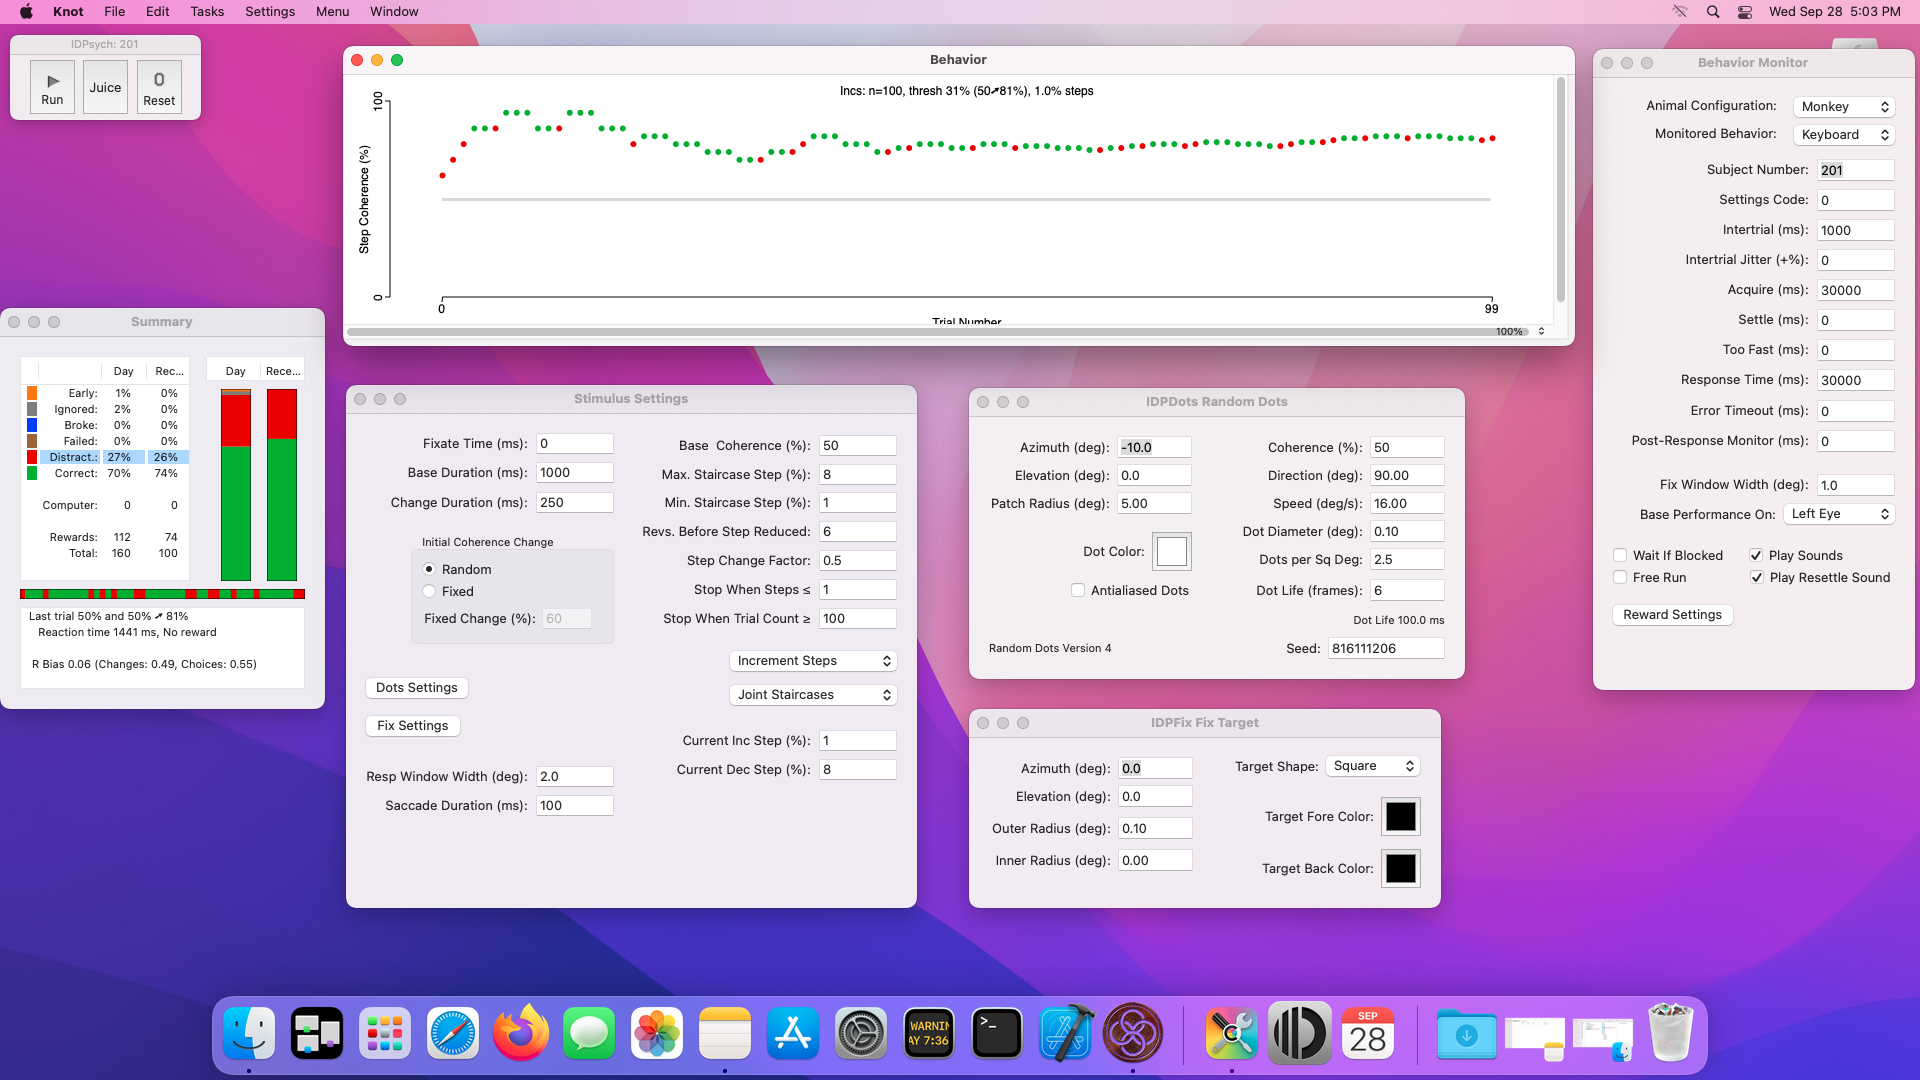 Knot File Edit Tasks Settings Menu Window
Wed Sep 28 5:03 PM
IDPsych: 201
Run
Juice
0
Reset
Behavior
Incs: n=100, thresh 31% (50➚81%), 1.0% steps
100
Step Coherence (%)
0
0
99
Trial Number
100%
Behavior Monitor
Animal Configuration: Monkey
Monitored Behavior: Keyboard
Subject Number: 201
Settings Code: 0
Intertrial (ms): 1000
Intertrial Jitter (+%): 0
Acquire (ms): 30000
Settle (ms): 0
Too Fast (ms): 0
Response Time (ms): 30000
Error Timeout (ms): 0
Post-Response Monitor (ms): 0
Fix Window Width (deg): 1.0
Base Performance On: Left Eye
Wait If Blocked
Play Sounds
Free Run
Play Resettle Sound
Reward Settings
Summary
Day Rec...
Day Rece...
Early: 1% 0%
Ignored: 2% 0%
Broke: 0% 0%
Failed: 0% 0%
Distract.: 27% 26%
Correct: 70% 74%
Computer: 0 0
Rewards: 112 74
Total: 160 100
Last trial 50% and 50% ➚ 81%
Reaction time 1441 ms, No reward
R Bias 0.06 (Changes: 0.49, Choices: 0.55)
Stimulus Settings
Fixate Time (ms): 0
Base Duration (ms): 1000
Change Duration (ms): 250
Initial Coherence Change
Random
Fixed
Fixed Change (%): 60
Dots Settings
Fix Settings
Resp Window Width (deg): 2.0
Saccade Duration (ms): 100
Base Coherence (%): 50
Max. Staircase Step (%): 8
Min. Staircase Step (%): 1
Revs. Before Step Reduced: 6
Step Change Factor: 0.5
Stop When Steps ≤ 1
Stop When Trial Count ≥ 100
Increment Steps
Joint Staircases
Current Inc Step (%): 1
Current Dec Step (%): 8
IDPDots Random Dots
Azimuth (deg): -10.0
Elevation (deg): 0.0
Patch Radius (deg): 5.00
Dot Color:
Antialiased Dots
Random Dots Version 4
Coherence (%): 50
Direction (deg): 90.00
Speed (deg/s): 16.00
Dot Diameter (deg): 0.10
Dots per Sq Deg: 2.5
Dot Life (frames): 6
Dot Life 100.0 ms
Seed: 816111206
IDPFix Fix Target
Azimuth (deg): 0.0
Elevation (deg): 0.0
Outer Radius (deg): 0.10
Inner Radius (deg): 0.00
Target Shape: Square
Target Fore Color:
Target Back Color:
WARNIN
AY 7:36
>_
SEP
28